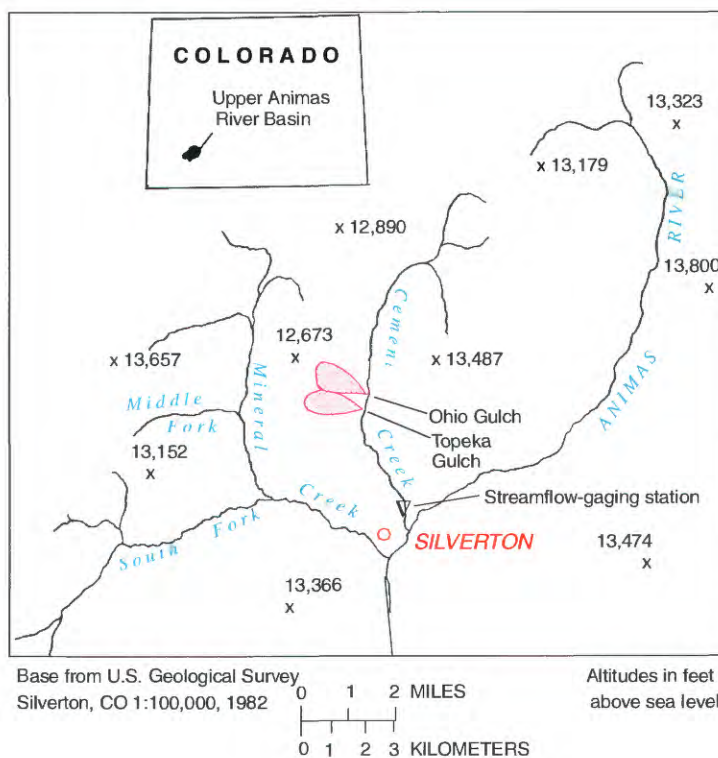 COLORADO
Upper Animas
River Basin
13,323
x
x 13,179
RIVER
x 12,890
13,800
x
Cement
12,673
x
x 13,657
x 13,487
Mineral
ANIMAS
Middle
Fork
Ohio Gulch
Topeka
Gulch
13,152
x
Creek
Creek
Streamflow-gaging station
South Fork
SILVERTON
13,474
x
13,366
x
Base from U.S. Geological Survey
Silverton, CO 1:100,000, 1982
0 1 2 MILES
0 1 2 3 KILOMETERS
Altitudes in feet
above sea level